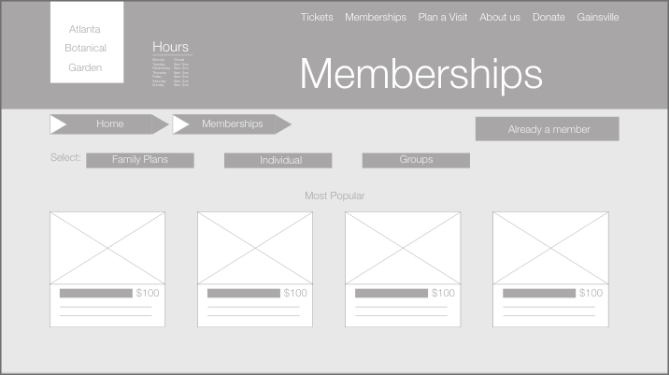 Tickets Memberships Plan a Visit About us Donate Gainsville
Atlanta
Botanical
Garden
Hours
Memberships
Home
Memberships
Already a member
Select: Family Plans Individual Groups
Most Popular
$100 $100 $100 $100